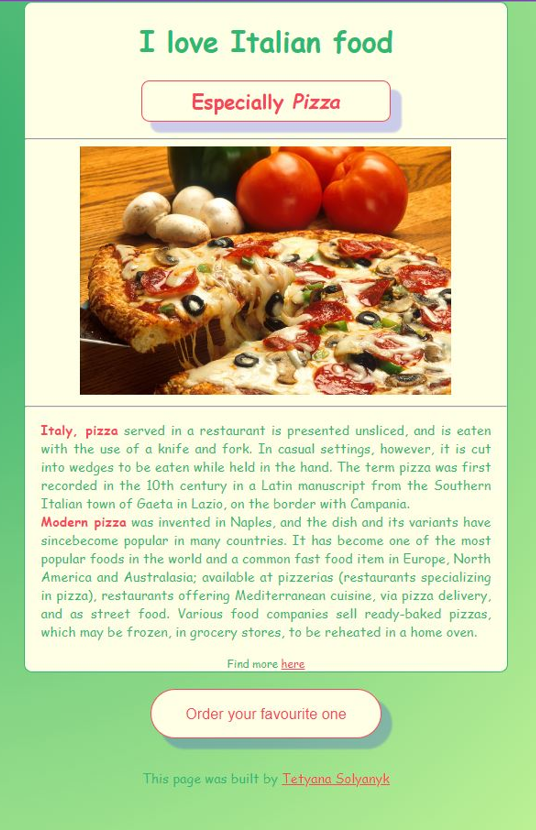 I love Italian food
Especially Pizza
Italy, pizza served in a restaurant is presented unsliced, and is eaten
with the use of a knife and fork. In casual settings, however, it is cut
into wedges to be eaten while held in the hand. The term pizza was first
recorded in the 10th century in a Latin manuscript from the Southern
Italian town of Gaeta in Lazio, on the border with Campania.
Modern pizza was invented in Naples, and the dish and its variants have
sincebecome popular in many countries. It has become one of the most
popular foods in the world and a common fast food item in Europe, North
America and Australasia; available at pizzerias (restaurants specializing
in pizza), restaurants offering Mediterranean cuisine, via pizza delivery,
and as street food. Various food companies sell ready-baked pizzas,
which may be frozen, in grocery stores, to be reheated in a home oven.
Find more here
Order your favourite one
This page was built by Tetyana Solyanyk